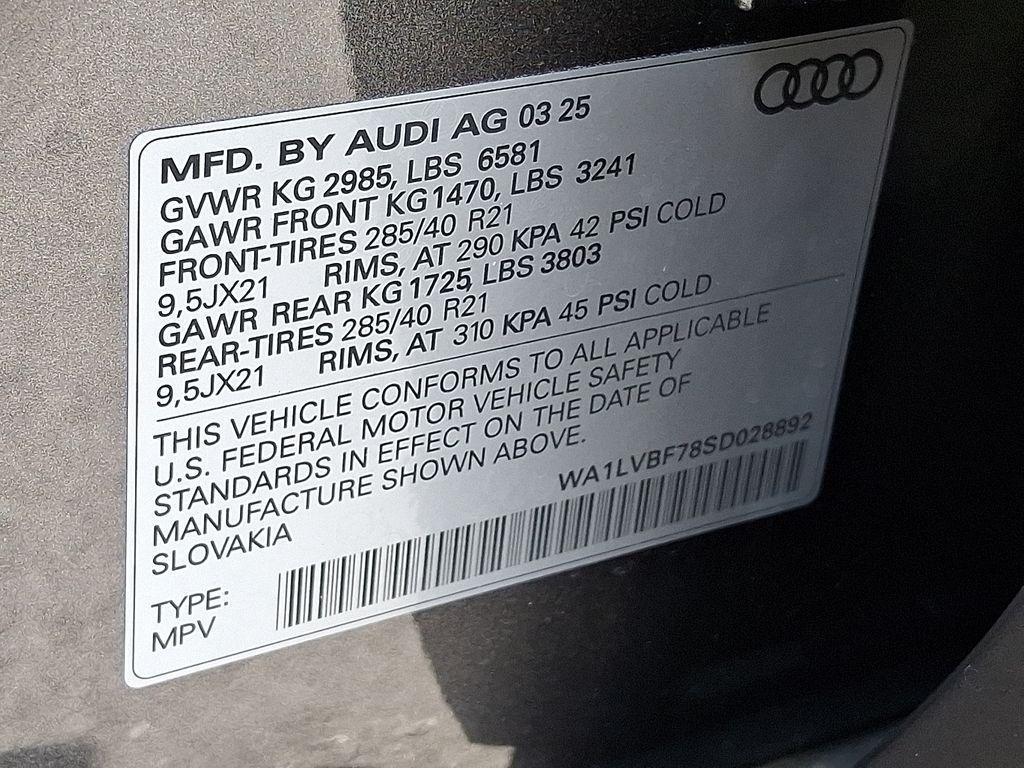 MFD. BY AUDI AG 03 25
GVWR KG 2985, LBS 6581
GAWR FRONT KG1470, LBS 3241
FRONT-TIRES 285/40 R21
9,5JX21 RIMS, AT 290 KPA 42 PSI COLD
GAWR REAR KG 1725, LBS 3803
REAR-TIRES 285/40 R21
9,5JX21 RIMS, AT 310 KPA 45 PSI COLD
THIS VEHICLE CONFORMS TO ALL APPLICABLE
U.S. FEDERAL MOTOR VEHICLE SAFETY
STANDARDS IN EFFECT ON THE DATE OF
MANUFACTURE SHOWN ABOVE.
SLOVAKIA
WA1LVBF78SD028892
TYPE:
MPV